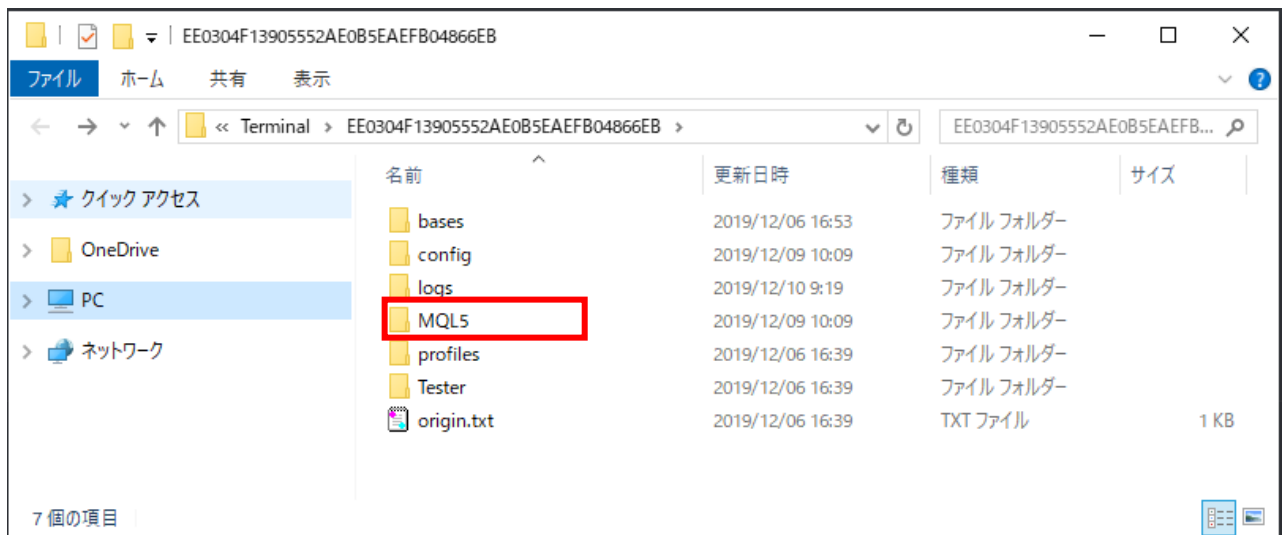 EE0304F13905552AE0B5EAEFB04866EB
ファイル ホーム 共有 表示
« Terminal > EE0304F13905552AE0B5EAEFB04866EB > EE0304F13905552AE0B5EAEFB...
名前 更新日時 種類 サイズ
クイック アクセス
OneDrive
PC
ネットワーク
bases 2019/12/06 16:53 ファイル フォルダー
config 2019/12/09 10:09 ファイル フォルダー
logs 2019/12/10 9:19 ファイル フォルダー
MQL5 2019/12/09 10:09 ファイル フォルダー
profiles 2019/12/06 16:39 ファイル フォルダー
Tester 2019/12/06 16:39 ファイル フォルダー
origin.txt 2019/12/06 16:39 TXT ファイル 1 KB
7 個の項目